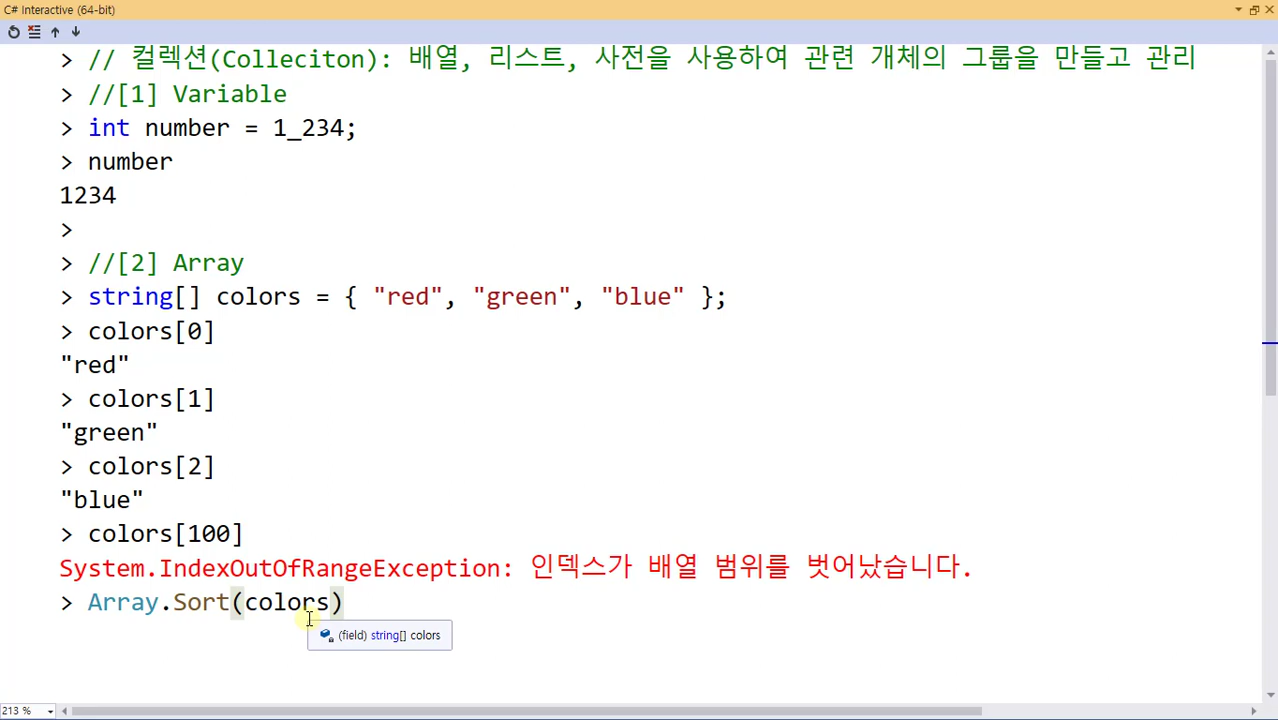 C# Interactive (64-bit)
> // 컬렉션(Colleciton): 배열, 리스트, 사전을 사용하여 관련 개체의 그룹을 만들고 관리
> //[1] Variable
> int number = 1_234;
> number
1234
>
> //[2] Array
> string[] colors = { "red", "green", "blue" };
> colors[0]
"red"
> colors[1]
"green"
> colors[2]
"blue"
> colors[100]
System.IndexOutOfRangeException: 인덱스가 배열 범위를 벗어났습니다.
> Array.Sort(colors)
(field) string[] colors
213 %